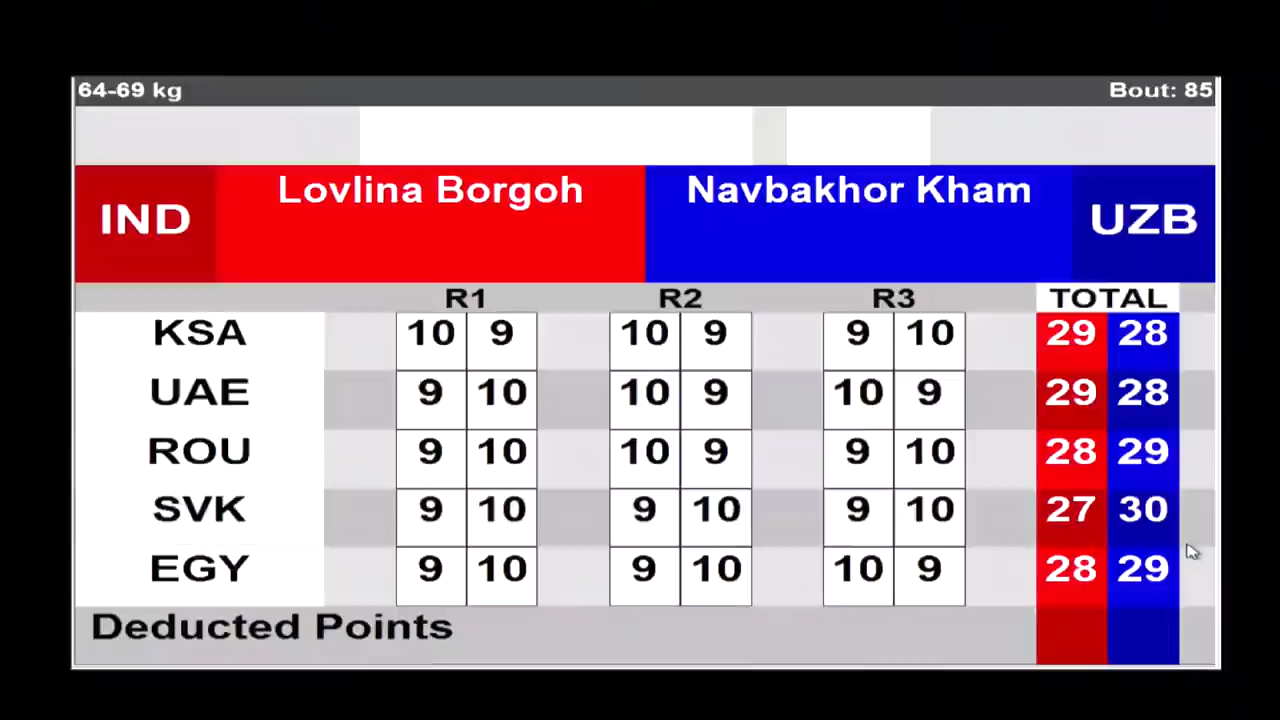 64-69 kg Bout: 85
IND Lovlina Borgoh Navbakhor Kham UZB
R1 R2 R3 TOTAL
KSA 10 9 10 9 9 10 29 28
UAE 9 10 10 9 10 9 29 28
ROU 9 10 10 9 9 10 28 29
SVK 9 10 9 10 9 10 27 30
EGY 9 10 9 10 10 9 28 29
Deducted Points